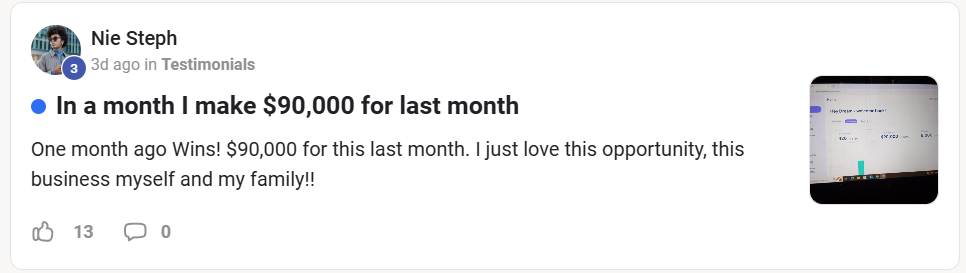 Nie Steph
3
3d ago in Testimonials
In a month I make $90,000 for last month
One month ago Wins! $90,000 for this last month. I just love this opportunity, this
business myself and my family!!
13
0